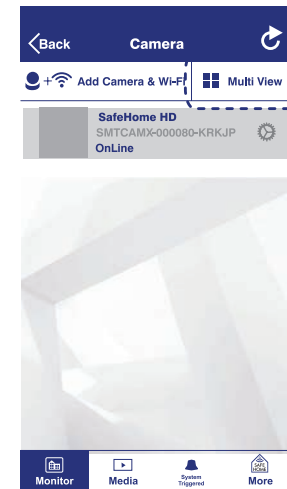 Back Camera
Add Camera & Wi-Fi Multi View
SafeHome HD
SMTCAMX-000080-KRKJP
OnLine
SAFE
HOME
System
Triggered
Monitor Media More